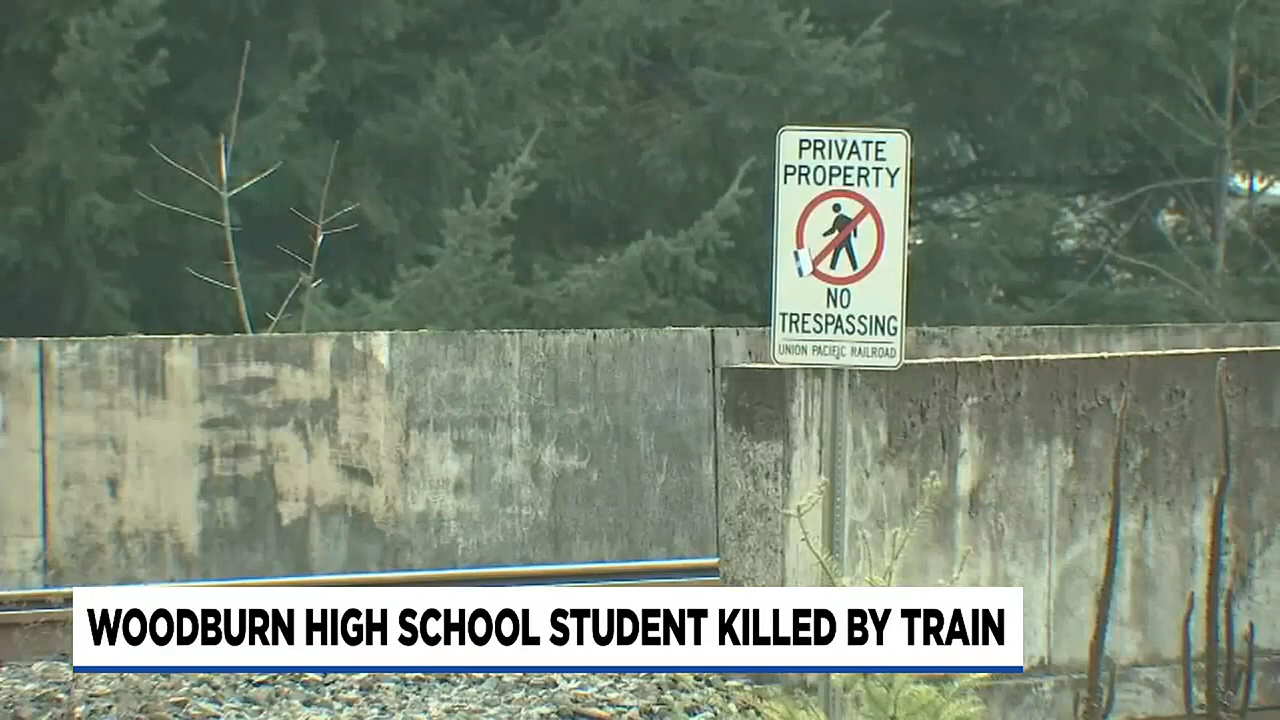 PRIVATE
PROPERTY
NO
TRESPASSING
UNION PACIFIC RAILROAD
WOODBURN HIGH SCHOOL STUDENT KILLED BY TRAIN